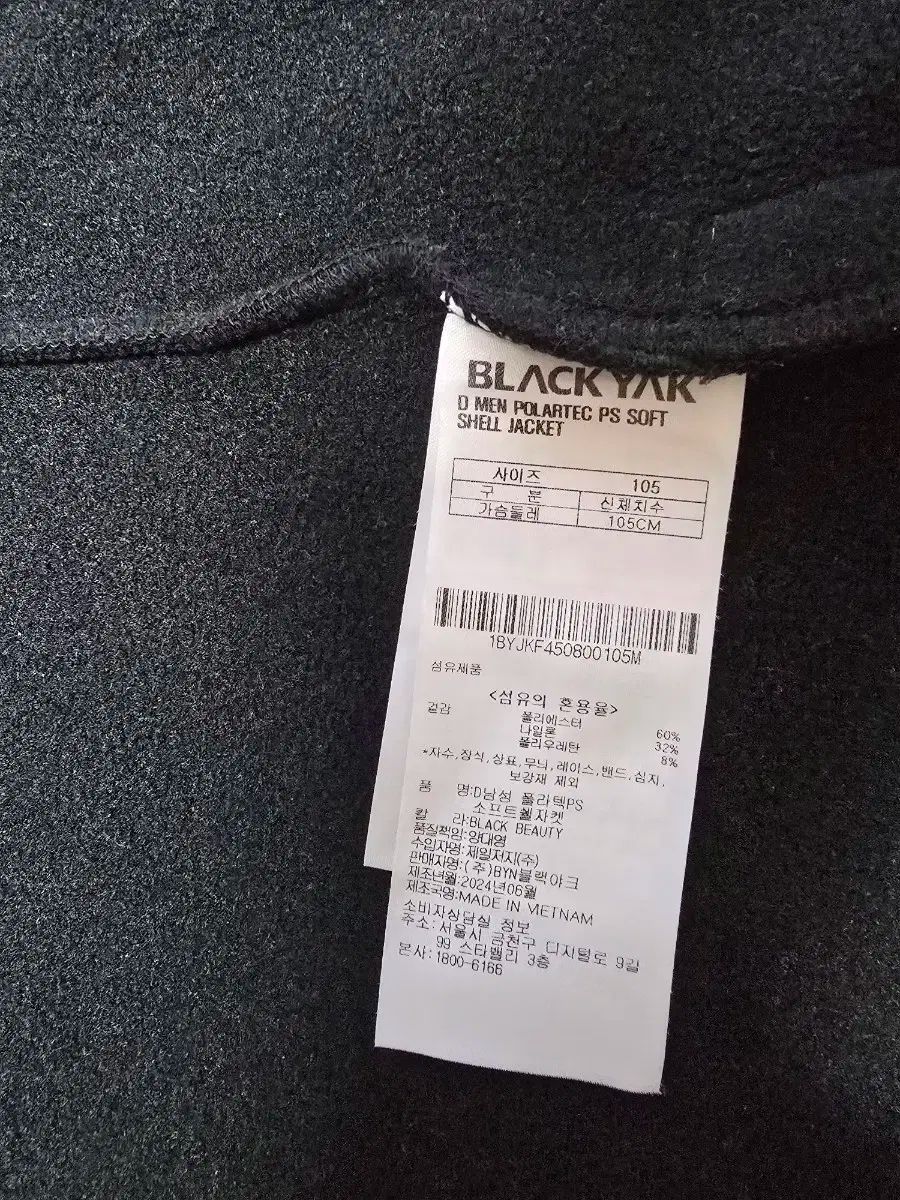 BLACKYAK
D MEN POLARTEC PS SOFT
SHELL JACKET
사이즈 105
구 분 신체치수
가슴둘레 105CM
1BYJKF450800105M
섬유제품
<섬유의 혼용율>
겉감 폴리에스터 60%
나일론 32%
폴리우레탄 8%
*자수,장식,상표,무늬,레이스,밴드,심지,
보강재 제외
품 명:D남성 폴라텍PS
소프트쉘자켓
칼 라:BLACK BEAUTY
품질책임:양대영
수입자명:제일저지(주)
판매자명:(주)BYN블랙야크
제조년월:2024년06월
제조국명:MADE IN VIETNAM
소비자상담실 정보
주소:서울시 금천구 디지털로 9길
99 스타밸리 3층
본사:1800-6166